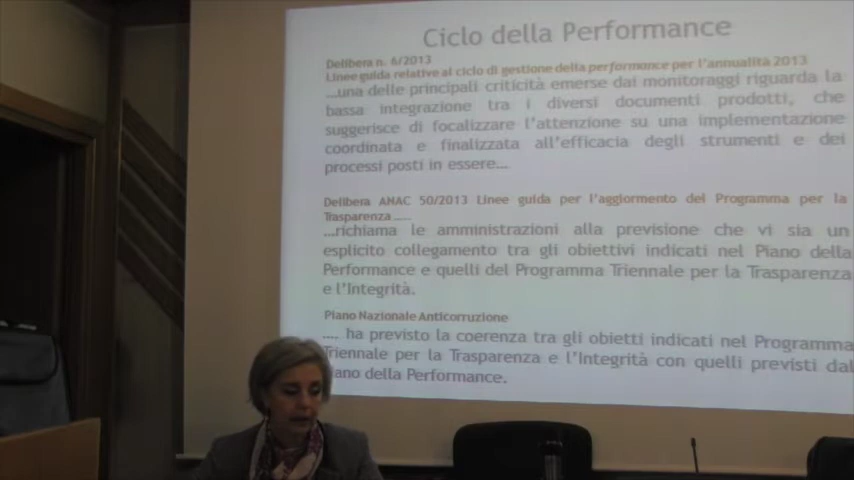 Ciclo della Performance
Delibera n. 6/2013
Linee guida relative al ciclo di gestione della performance per l'annualità 2013
...una delle principali criticità emerse dai monitoraggi riguarda la
bassa integrazione tra i diversi documenti prodotti, che
suggerisce di focalizzare l'attenzione su una implementazione
coordinata e finalizzata all'efficacia degli strumenti e dei
processi posti in essere...
Delibera ANAC 50/2013 Linee guida per l'aggiormento del Programma per la
Trasparenza .....
...richiama le amministrazioni alla previsione che vi sia un
esplicito collegamento tra gli obiettivi indicati nel Piano della
Performance e quelli del Programma Triennale per la Trasparenza
e l'Integrità.
Piano Nazionale Anticorruzione
.... ha previsto la coerenza tra gli obietti indicati nel Programma
Triennale per la Trasparenza e l'Integrità con quelli previsti dal
Piano della Performance.